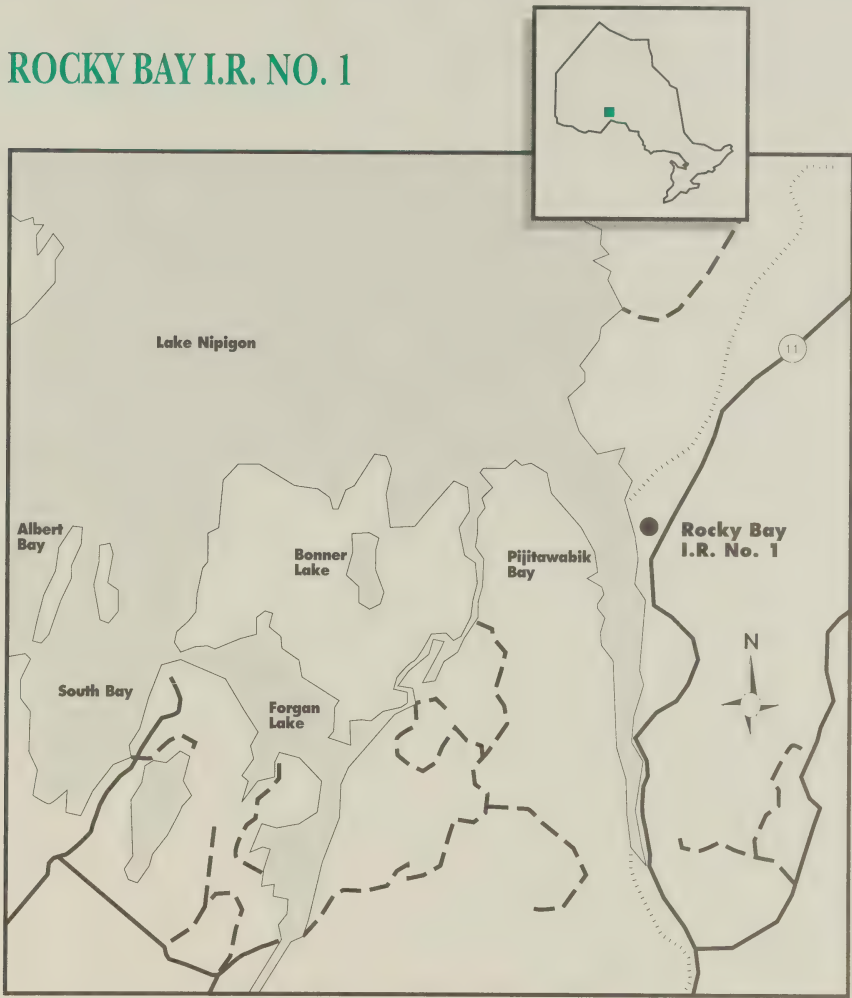 ROCKY BAY I.R. NO. 1
11
Lake Nipigon
Albert
Bay
Bonner
Lake
Pijitawabik
Bay
Rocky Bay
I.R. No. 1
N
South Bay
Forgan
Lake